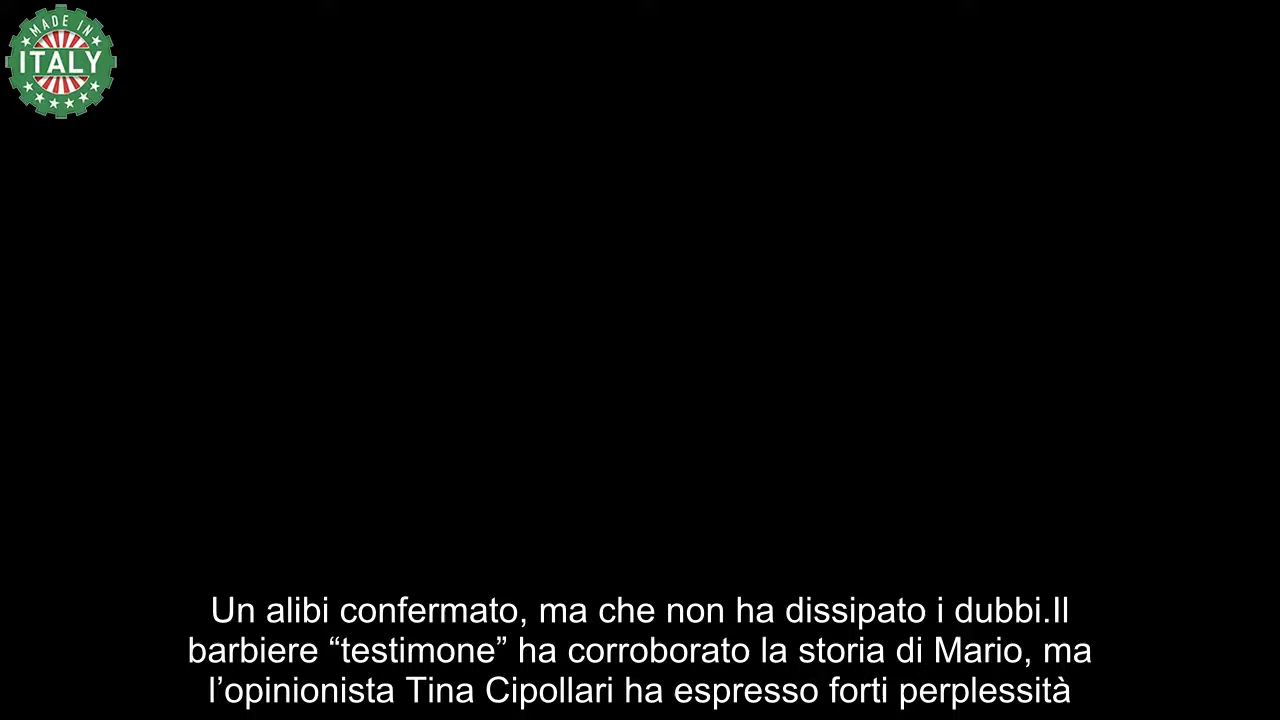 MADE IN
ITALY
Un alibi confermato, ma che non ha dissipato i dubbi.Il
barbiere “testimone” ha corroborato la storia di Mario, ma
l’opinionista Tina Cipollari ha espresso forti perplessità